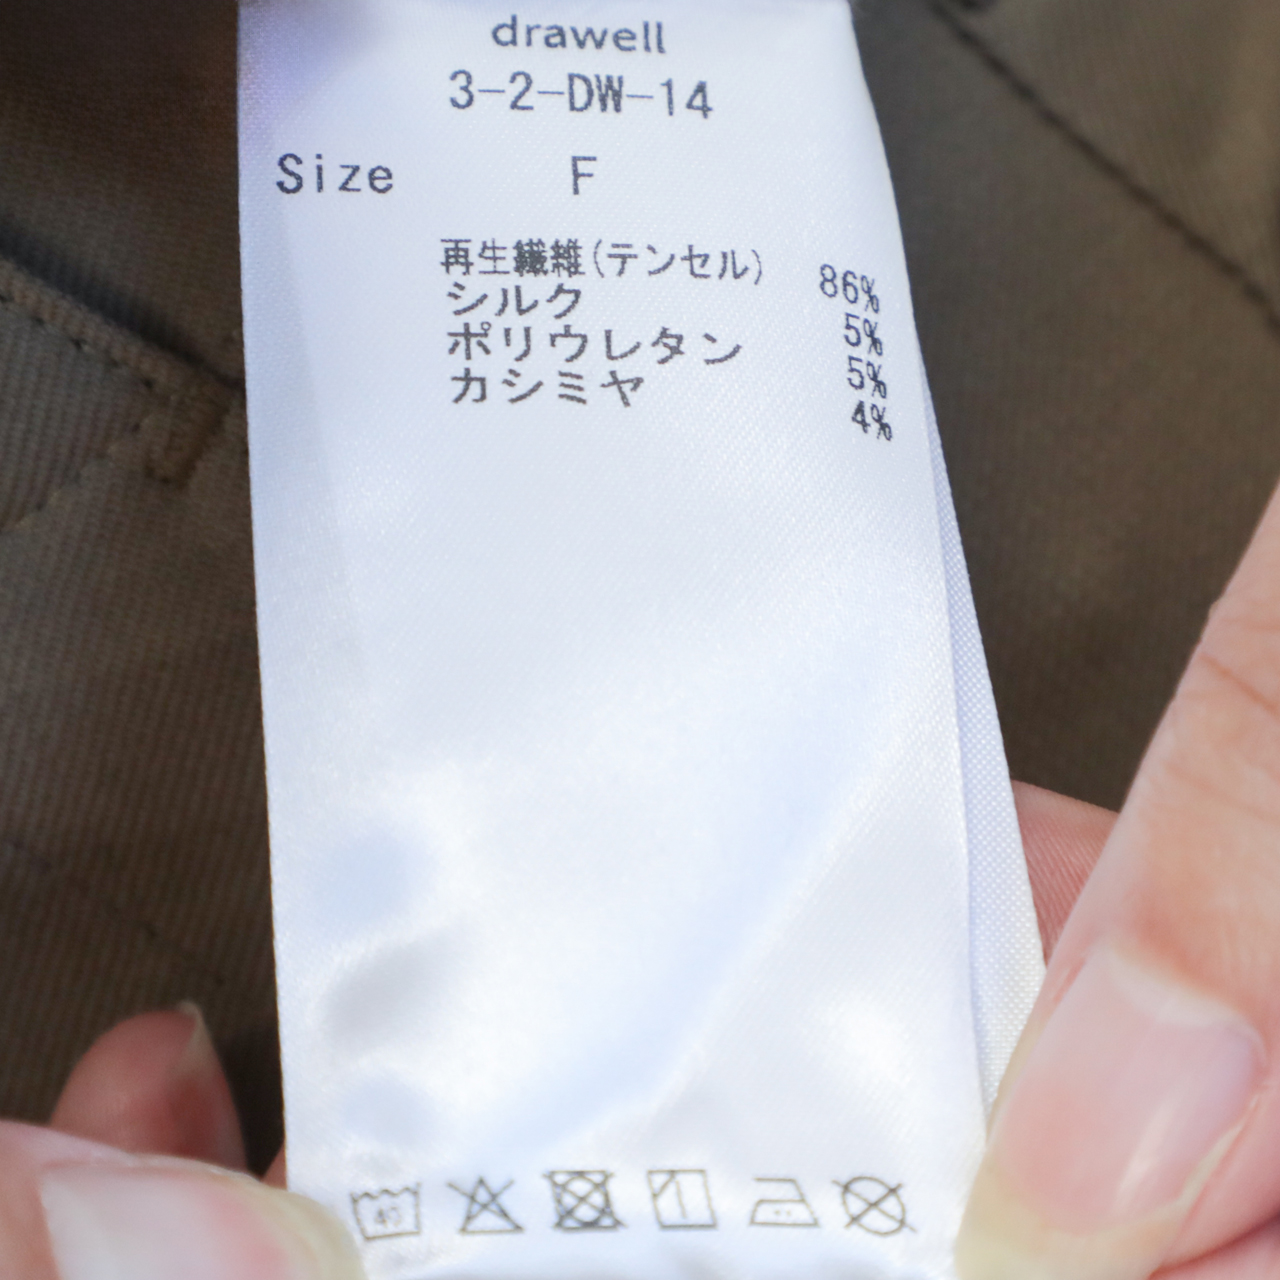 drawell
3-2-DW-14
Size F
再生繊維(テンセル) 86%
シルク 5%
ポリウレタン 5%
カシミヤ 4%
40